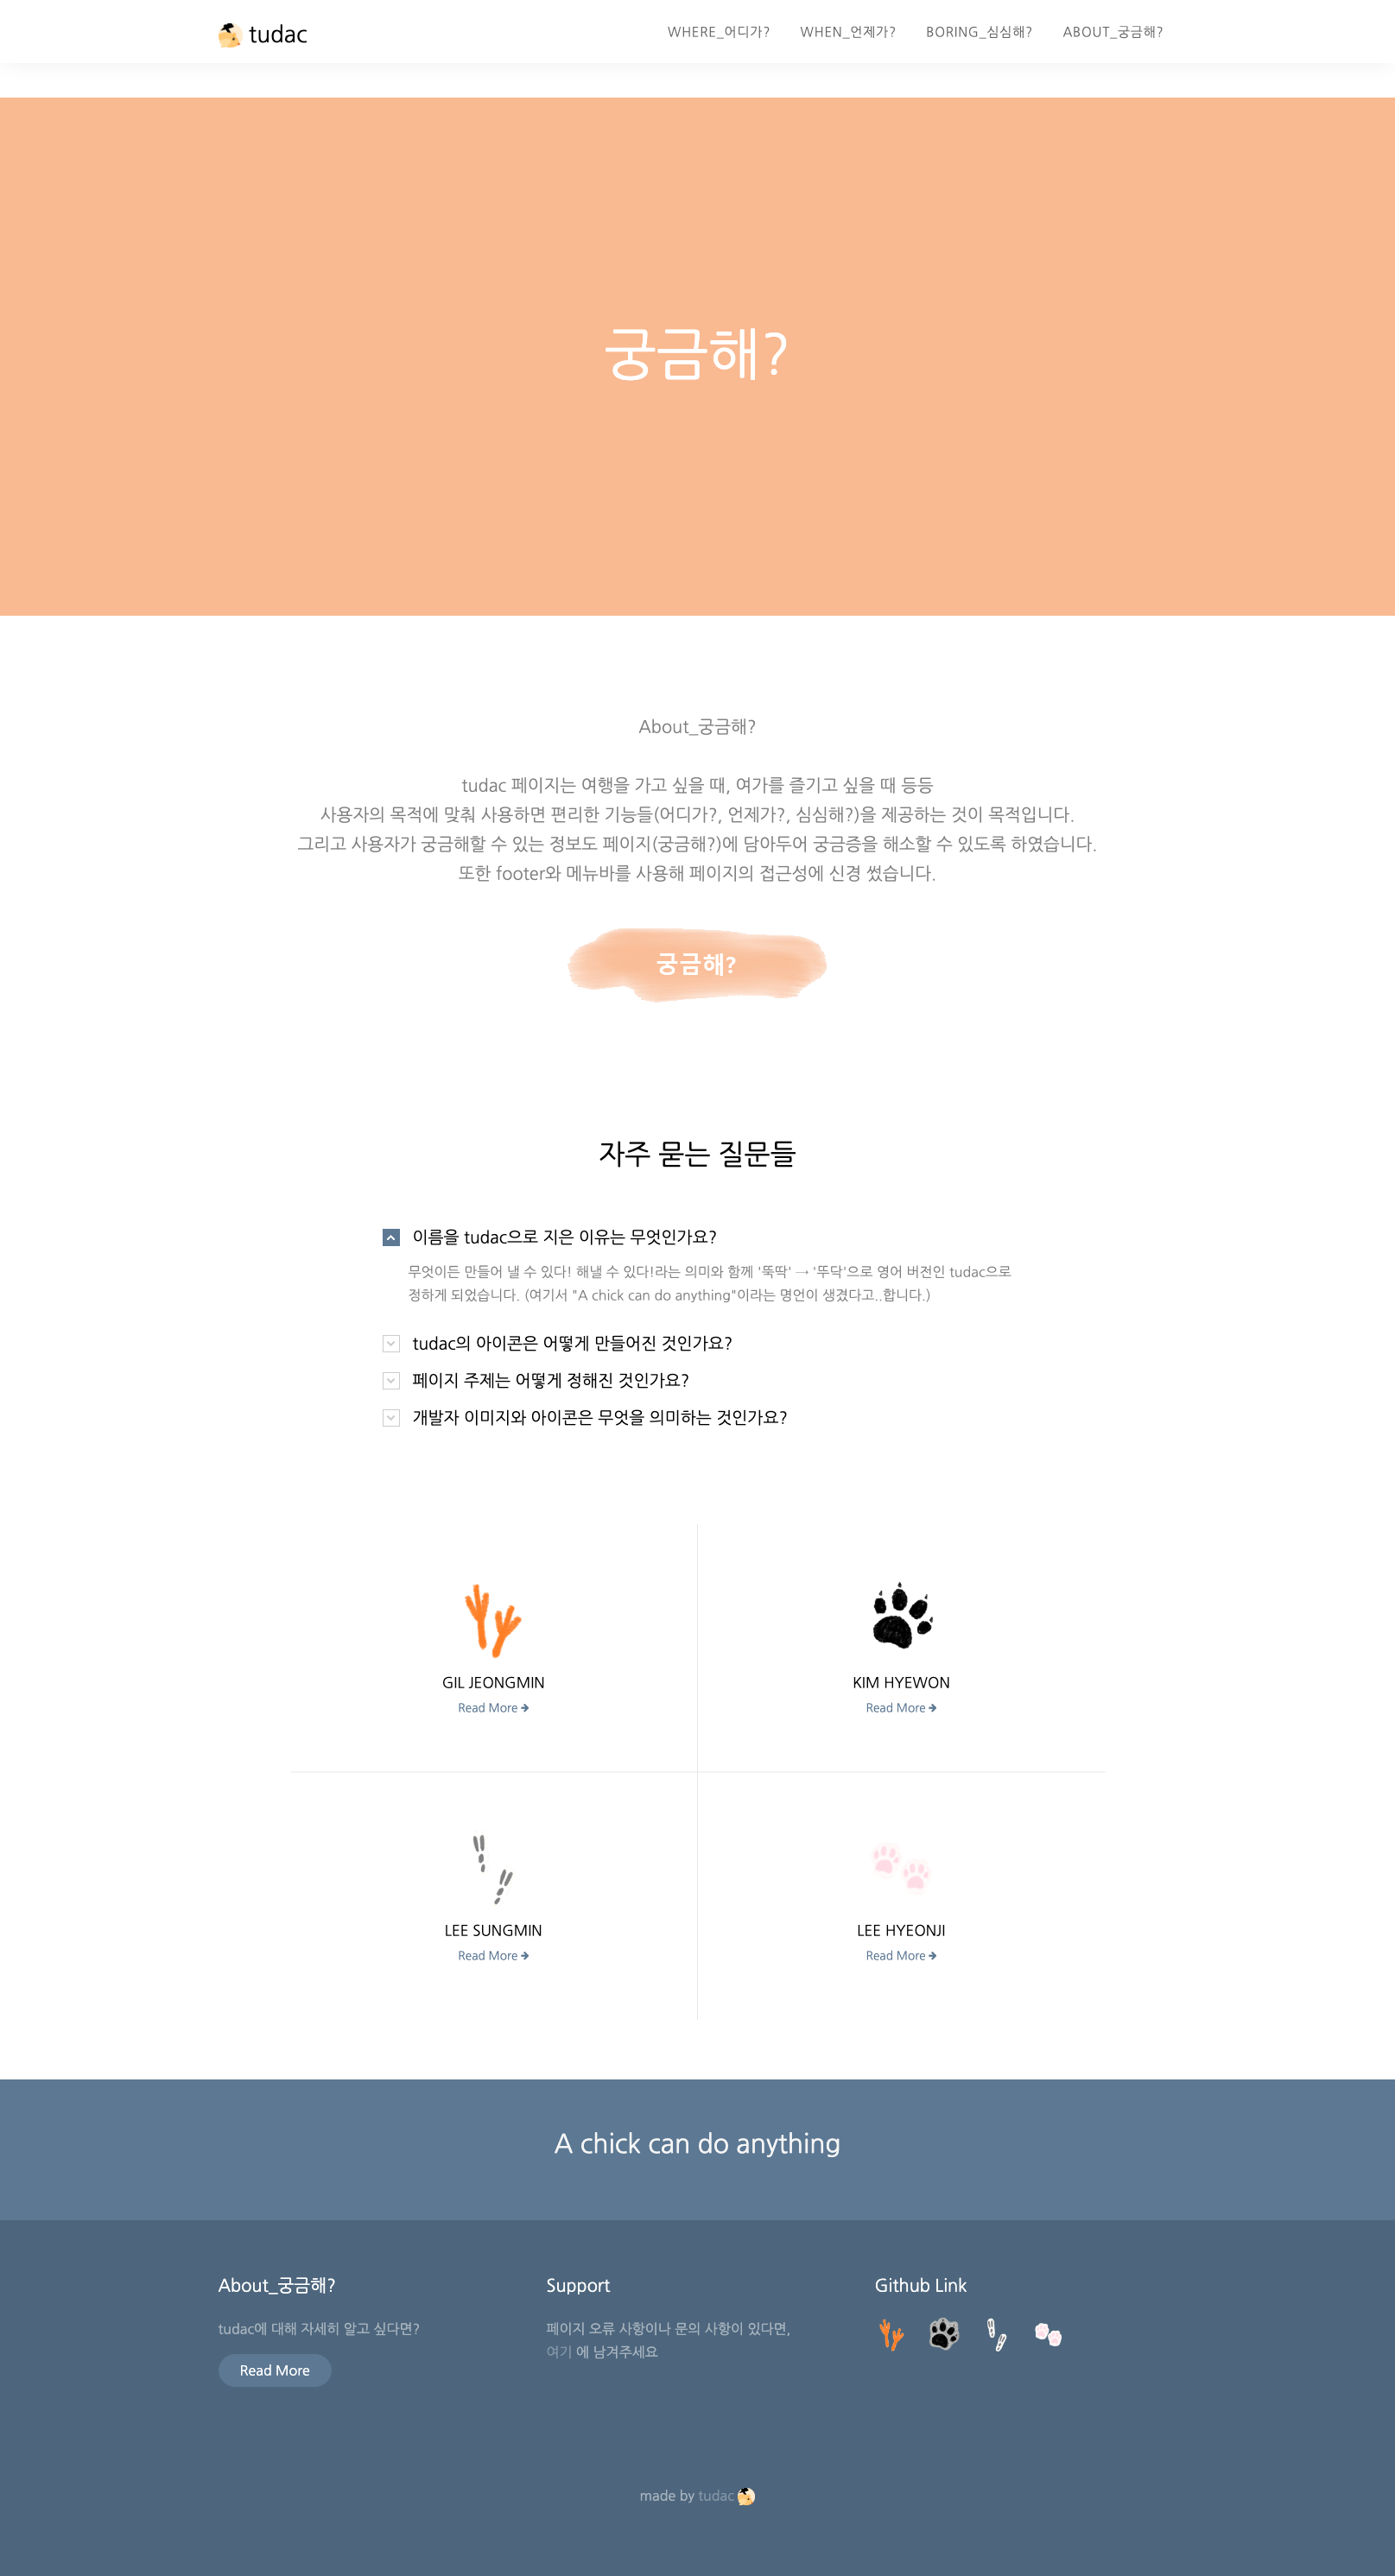 tudac
WHERE_어디가?
WHEN_언제가?
BORING_심심해?
ABOUT_궁금해?
궁금해?
About_궁금해?
tudac 페이지는 여행을 가고 싶을 때, 여가를 즐기고 싶을 때 등등
사용자의 목적에 맞춰 사용하면 편리한 기능들(어디가?, 언제가?, 심심해?)을 제공하는 것이 목적입니다.
그리고 사용자가 궁금해할 수 있는 정보도 페이지(궁금해?)에 담아두어 궁금증을 해소할 수 있도록 하였습니다.
또한 footer와 메뉴바를 사용해 페이지의 접근성에 신경 썼습니다.
궁금해?
자주 묻는 질문들
이름을 tudac으로 지은 이유는 무엇인가요?
무엇이든 만들어 낼 수 있다! 해낼 수 있다!라는 의미와 함께 '뚝딱' → '뚜닥'으로 영어 버전인 tudac으로
정하게 되었습니다. (여기서 "A chick can do anything"이라는 명언이 생겼다고..합니다.)
tudac의 아이콘은 어떻게 만들어진 것인가요?
페이지 주제는 어떻게 정해진 것인가요?
개발자 이미지와 아이콘은 무엇을 의미하는 것인가요?
GIL JEONGMIN
Read More
KIM HYEWON
Read More
LEE SUNGMIN
Read More
LEE HYEONJI
Read More
A chick can do anything
About_궁금해?
tudac에 대해 자세히 알고 싶다면?
Read More
Support
페이지 오류 사항이나 문의 사항이 있다면,
여기 에 남겨주세요
Github Link
made by tudac